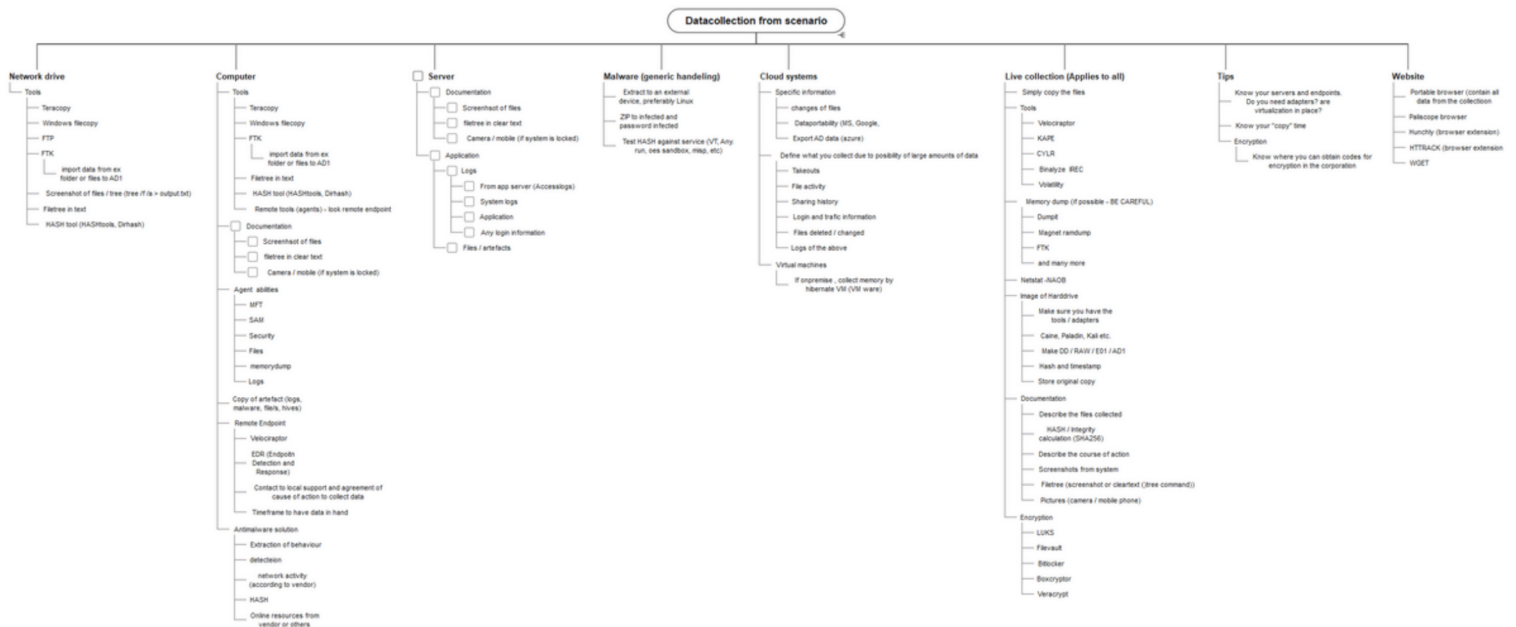 Datacollection from scenario
Network drive
Tools
Teracopy
Windows filecopy
FTP
FTK
import data from ex
folder or files to AD1
Screenshot of files / tree (tree /f /a > output.txt)
Filetree in text
HASH tool (HASHtools, Dirhash)
Computer
Tools
Teracopy
Windows filecopy
FTK
import data from ex
folder or files to AD1
Filetree in text
HASH tool (HASHtools, Dirhash)
Remote tools (agents) - look remote endpoint
Documentation
Screenhsot of files
filetree in clear text
Camera / mobile (if system is locked)
Agent abilities
MFT
SAM
Security
Files
memorydump
Logs
Copy of artefact (logs,
malware, file/s, hives)
Remote Endpoint
Velociraptor
EDR (Endpoitn
Detection and
Response)
Contact to local support and agreement of
cause of action to collect data
Timeframe to have data in hand
Antimalware solution
Extraction of behaviour
detecteion
network activity
(according to vendor)
HASH
Online resources from
vendor or others
Server
Documentation
Screenhsot of files
filetree in clear text
Camera / mobile (if system is locked)
Application
Logs
From app server (Accesslogs)
System logs
Application
Any login information
Files / artefacts
Malware (generic handeling)
Extract to an external
device, preferably Linux
ZIP to infected and
password infected
Test HASH against service (VT, Any
run, oes sandbox, misp, etc)
Cloud systems
Specific information
changes of files
Dataportability (MS, Google,
Export AD data (azure)
Define what you collect due to posibility of large amounts of data
Takeouts
File activity
Sharing history
Login and trafic information
Files deleted / changed
Logs of the above
Virtual machines
If onpremise , collect memory by
hibernate VM (VM ware)
Live collection (Applies to all)
Simply copy the files
Tools
Velociraptor
KAPE
CYLR
Binalyze IREC
Volatility
Memory dump (if possible - BE CAREFUL)
Dumpit
Magnet ramdump
FTK
and many more
Netstat -NAOB
Image of Harddrive
Make sure you have the
tools / adapters
Caine, Paladin, Kali etc.
Make DD / RAW / E01 / AD1
Hash and timestamp
Store original copy
Documentation
Describe the files collected
HASH / Integrity
calculation (SHA256)
Describe the course of action
Screenshots from system
Filetree (screenshot or cleartext ((tree command))
Pictures (camera / mobile phone)
Encryption
LUKS
Filevault
Bitlocker
Boxcryptor
Veracrypt
Tips
Know your servers and endpoints.
Do you need adapters? are
virtualization in place?
Know your "copy" time
Encryption
Know where you can obtain codes for
encryption in the corporation
Website
Portable browser (contain all
data from the collectioon
Paliscope browser
Hunchly (browser extension)
HTTRACK (browser extension
WGET